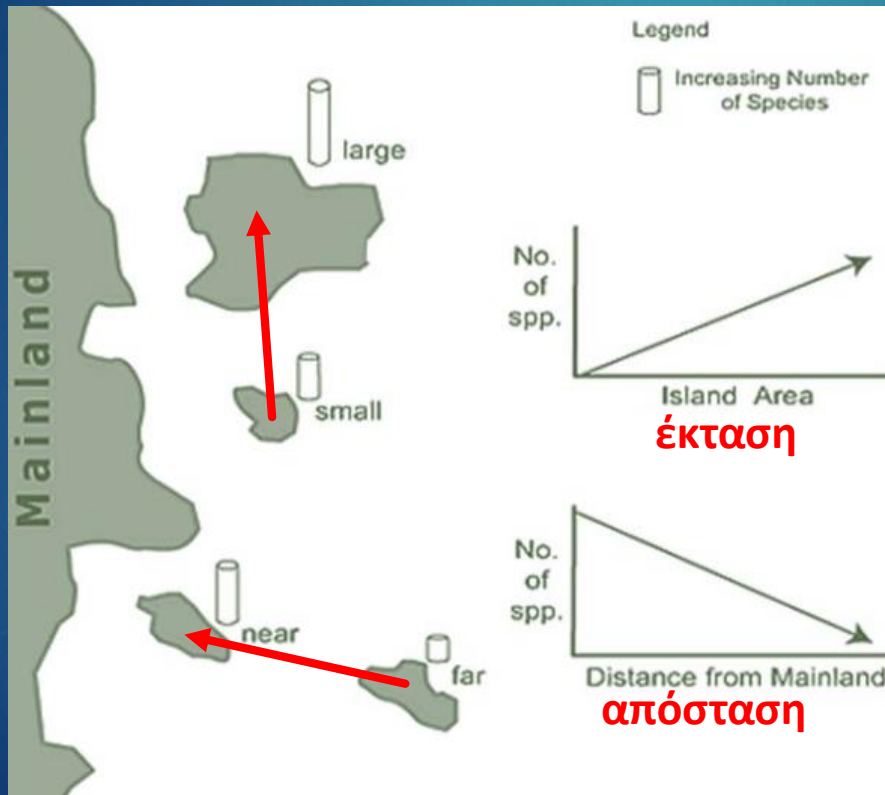 Mainland
large
small
near
far
Legend
Increasing Number
of Species
No.
of
spp.
Island Area
έκταση
No.
of
spp.
Distance from Mainland
απόσταση